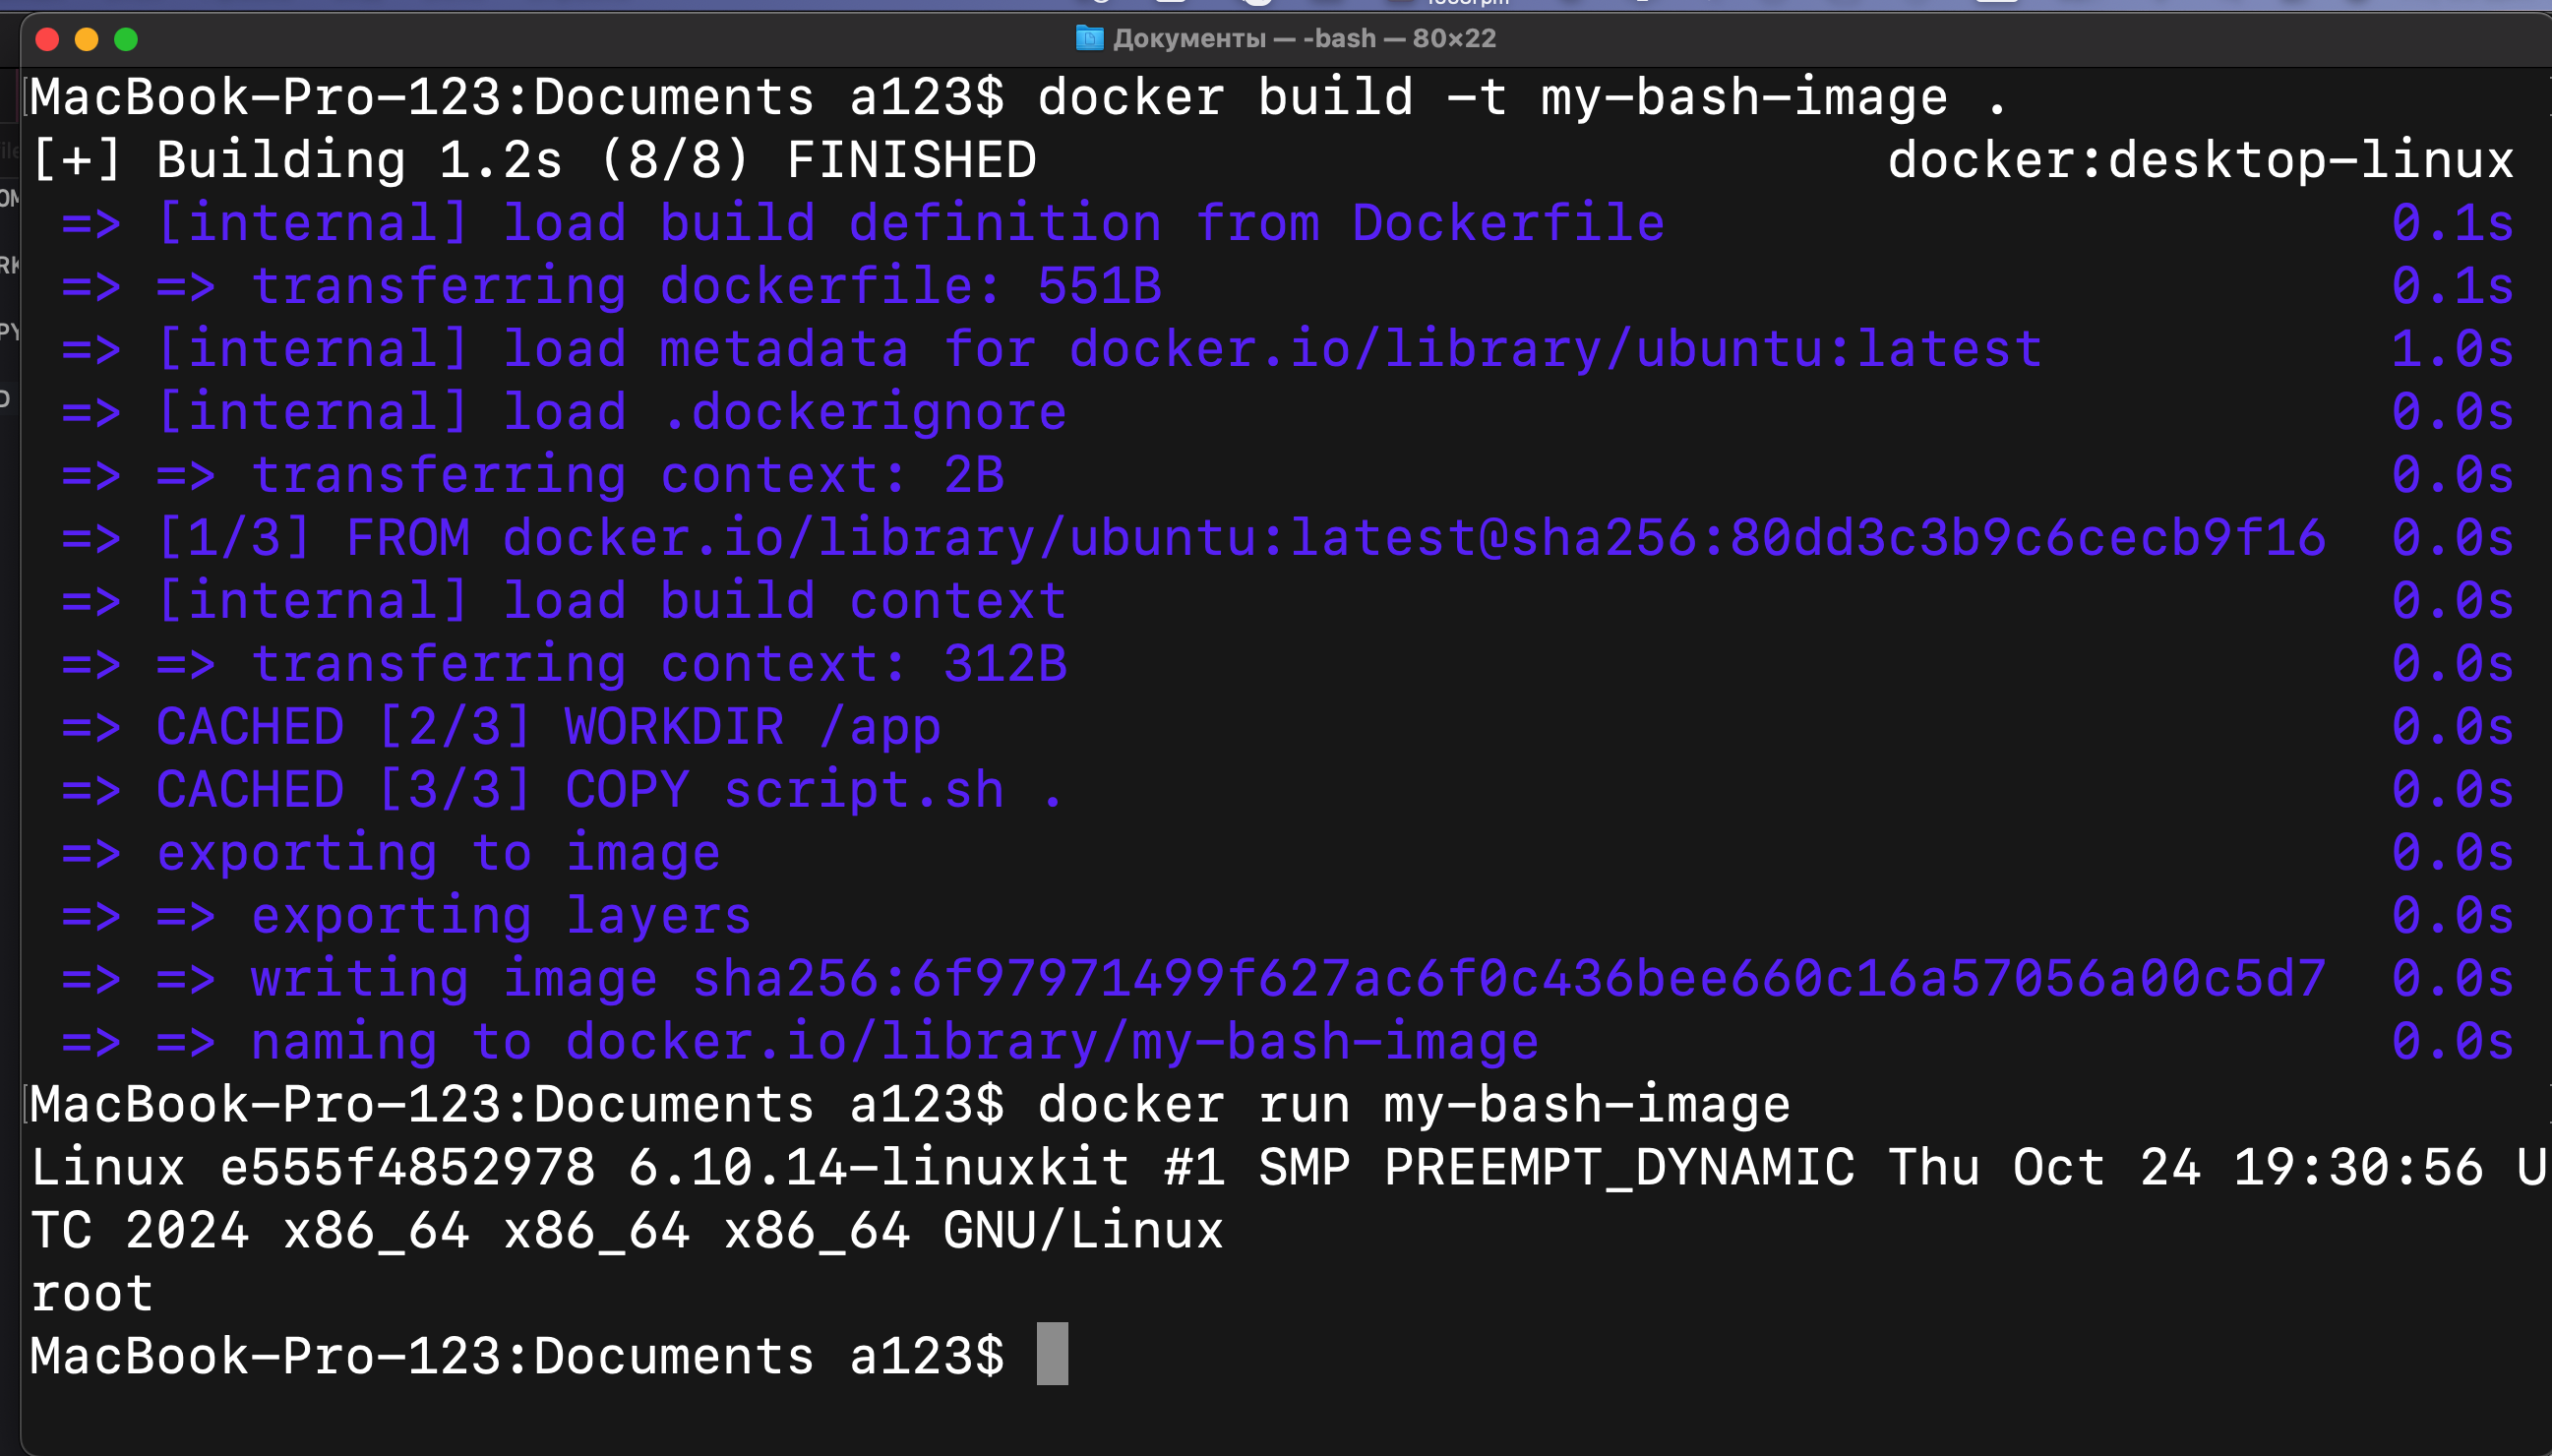 Документы — -bash — 80×22
MacBook-Pro-123:Documents a123$ docker build -t my-bash-image .
[+] Building 1.2s (8/8) FINISHED docker:desktop-linux
=> [internal] load build definition from Dockerfile 0.1s
=> => transferring dockerfile: 551B 0.1s
=> [internal] load metadata for docker.io/library/ubuntu:latest 1.0s
=> [internal] load .dockerignore 0.0s
=> => transferring context: 2B 0.0s
=> [1/3] FROM docker.io/library/ubuntu:latest@sha256:80dd3c3b9c6cecb9f16 0.0s
=> [internal] load build context 0.0s
=> => transferring context: 312B 0.0s
=> CACHED [2/3] WORKDIR /app 0.0s
=> CACHED [3/3] COPY script.sh . 0.0s
=> exporting to image 0.0s
=> => exporting layers 0.0s
=> => writing image sha256:6f97971499f627ac6f0c436bee660c16a57056a00c5d7 0.0s
=> => naming to docker.io/library/my-bash-image 0.0s
MacBook-Pro-123:Documents a123$ docker run my-bash-image
Linux e555f4852978 6.10.14-linuxkit #1 SMP PREEMPT_DYNAMIC Thu Oct 24 19:30:56 U
TC 2024 x86_64 x86_64 x86_64 GNU/Linux
root
MacBook-Pro-123:Documents a123$